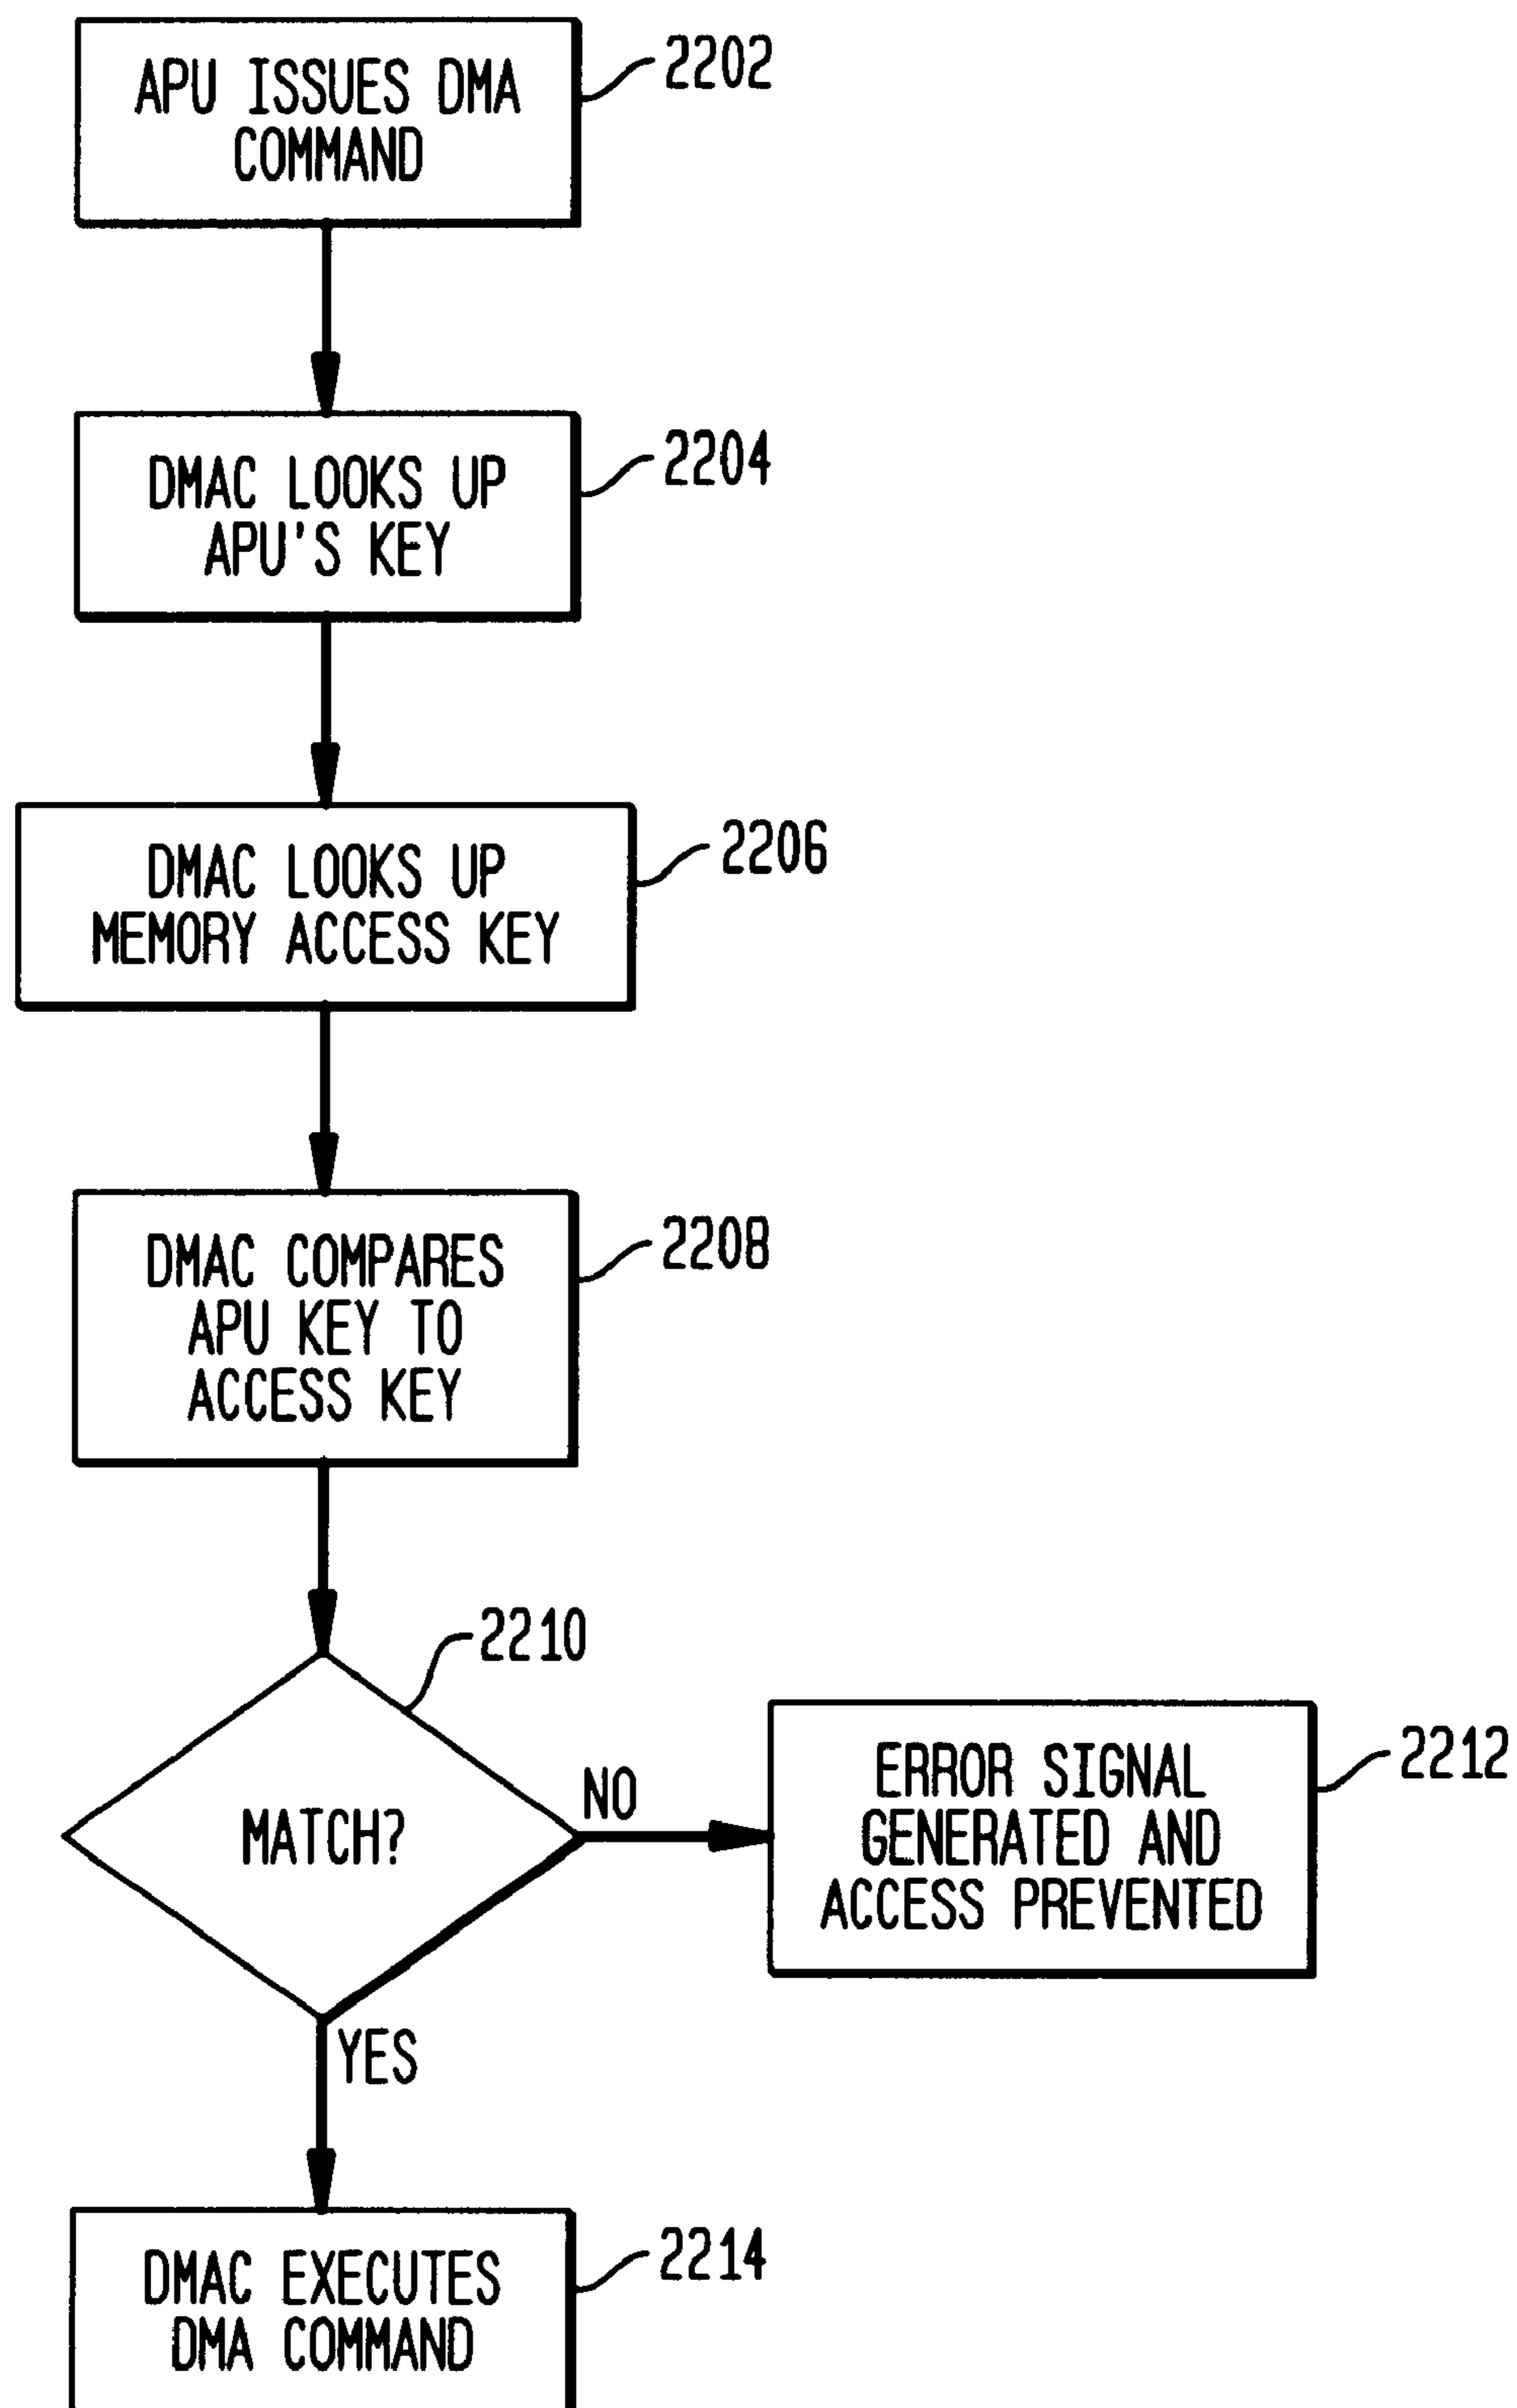 APU ISSUES DMA
COMMAND
2202
DMAC LOOKS UP
APU'S KEY
2204
DMAC LOOKS UP
MEMORY ACCESS KEY
2206
DMAC COMPARES
APU KEY TO
ACCESS KEY
2208
2210
MATCH?
NO
ERROR SIGNAL
GENERATED AND
ACCESS PREVENTED
2212
YES
DMAC EXECUTES
DMA COMMAND
2214